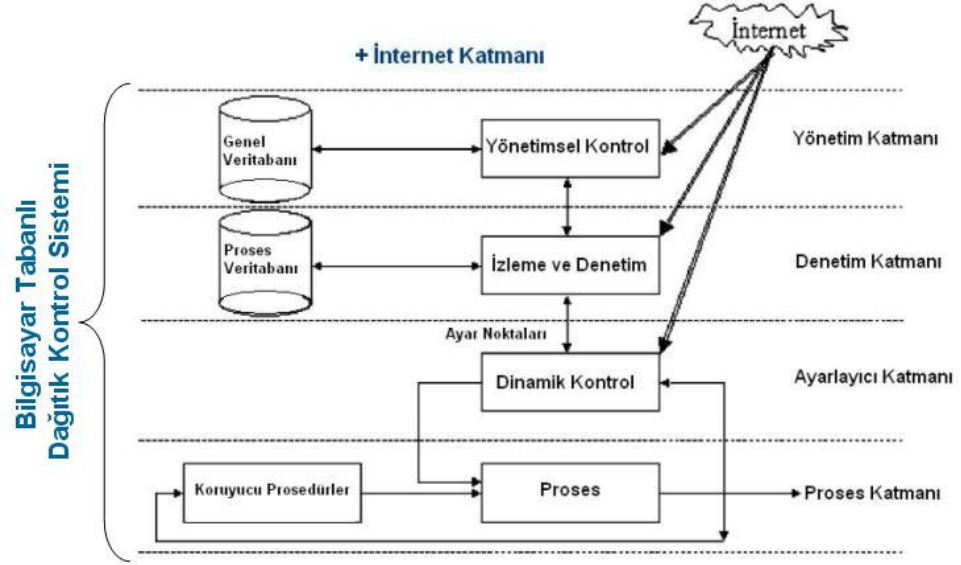 İnternet
+ İnternet Katmanı
Bilgisayar Tabanlı
Dağıtık Kontrol Sistemi
Genel
Veritabanı
Yönetimsel Kontrol
Yönetim Katmanı
Proses
Veritabanı
İzleme ve Denetim
Denetim Katmanı
Ayar Noktaları
Dinamik Kontrol
Ayarlayıcı Katmanı
Koruyucu Prosedürler
Proses
Proses Katmanı